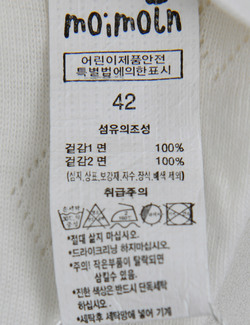 moimoln
어린이제품안전
특별법에의한표시
42
섬유의조성
겉감1 면 100%
겉감2 면 100%
(심지,상표,보강재,자수,장식,배색 제외)
취급주의
*절대 삶지 마십시오.
*드라이크리닝 하지마십시오.
*주의! 작은부품이 탈락되면
삼킬수 있음.
*진한 색상은 반드시 단독세탁
하십시오.
*세탁후 세탁망에 넣어 기계